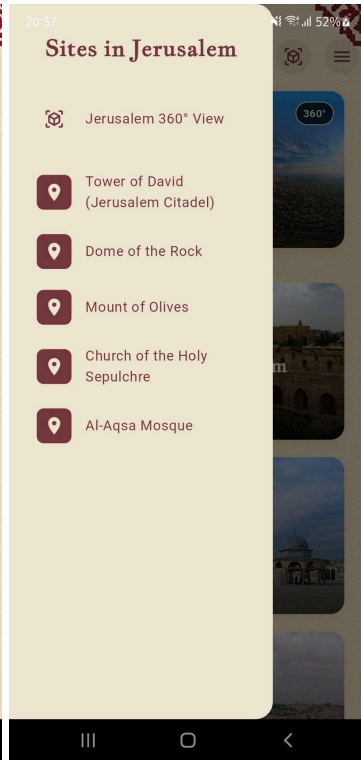 20:37
52%
Sites in Jerusalem
Jerusalem 360° View
360°
Tower of David
(Jerusalem Citadel)
Dome of the Rock
Mount of Olives
Church of the Holy
Sepulchre
m
Al-Aqsa Mosque